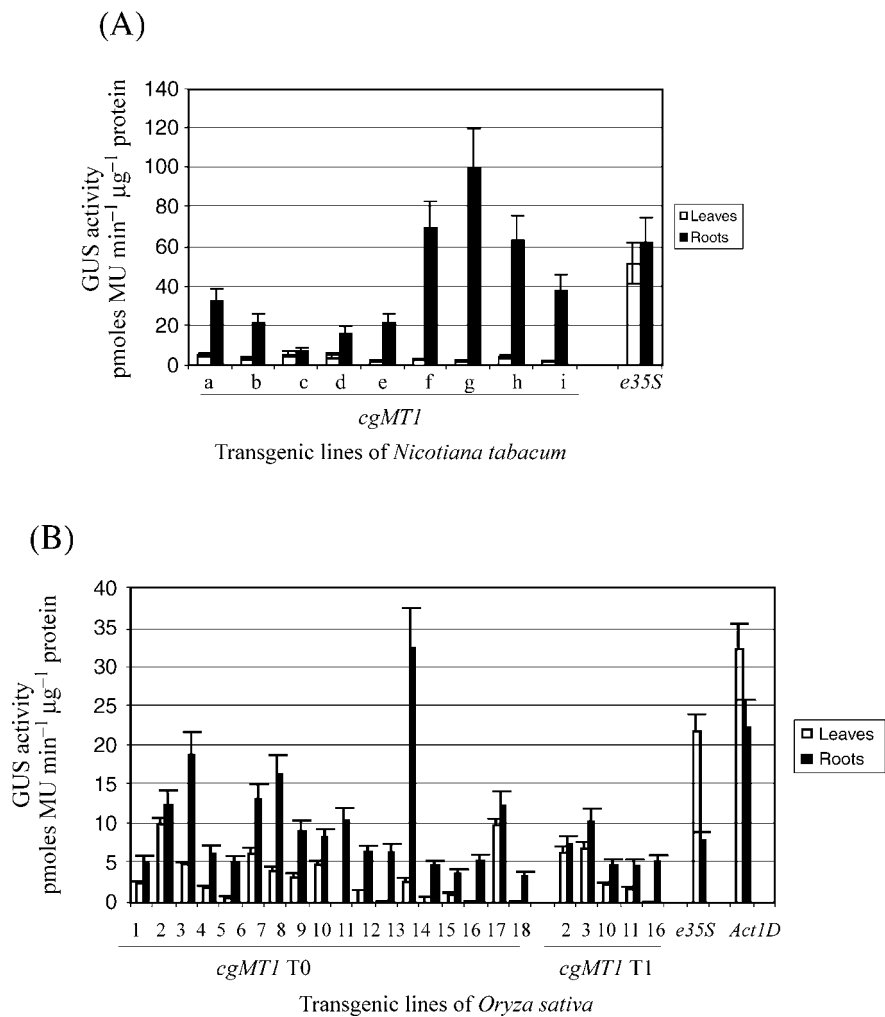 (A)
GUS activity
pmoles MU min⁻¹ µg⁻¹ protein
140
120
100
80
60
40
20
0
a b c d e f g h i e35S
cgMT1
Transgenic lines of Nicotiana tabacum
Leaves
Roots
(B)
GUS activity
pmoles MU min⁻¹ µg⁻¹ protein
40
35
30
25
20
15
10
5
0
1 2 3 4 5 6 7 8 9 10 11 12 13 14 15 16 17 18 2 3 10 11 16 e35S Act1D
cgMT1 T0 cgMT1 T1
Transgenic lines of Oryza sativa
Leaves
Roots